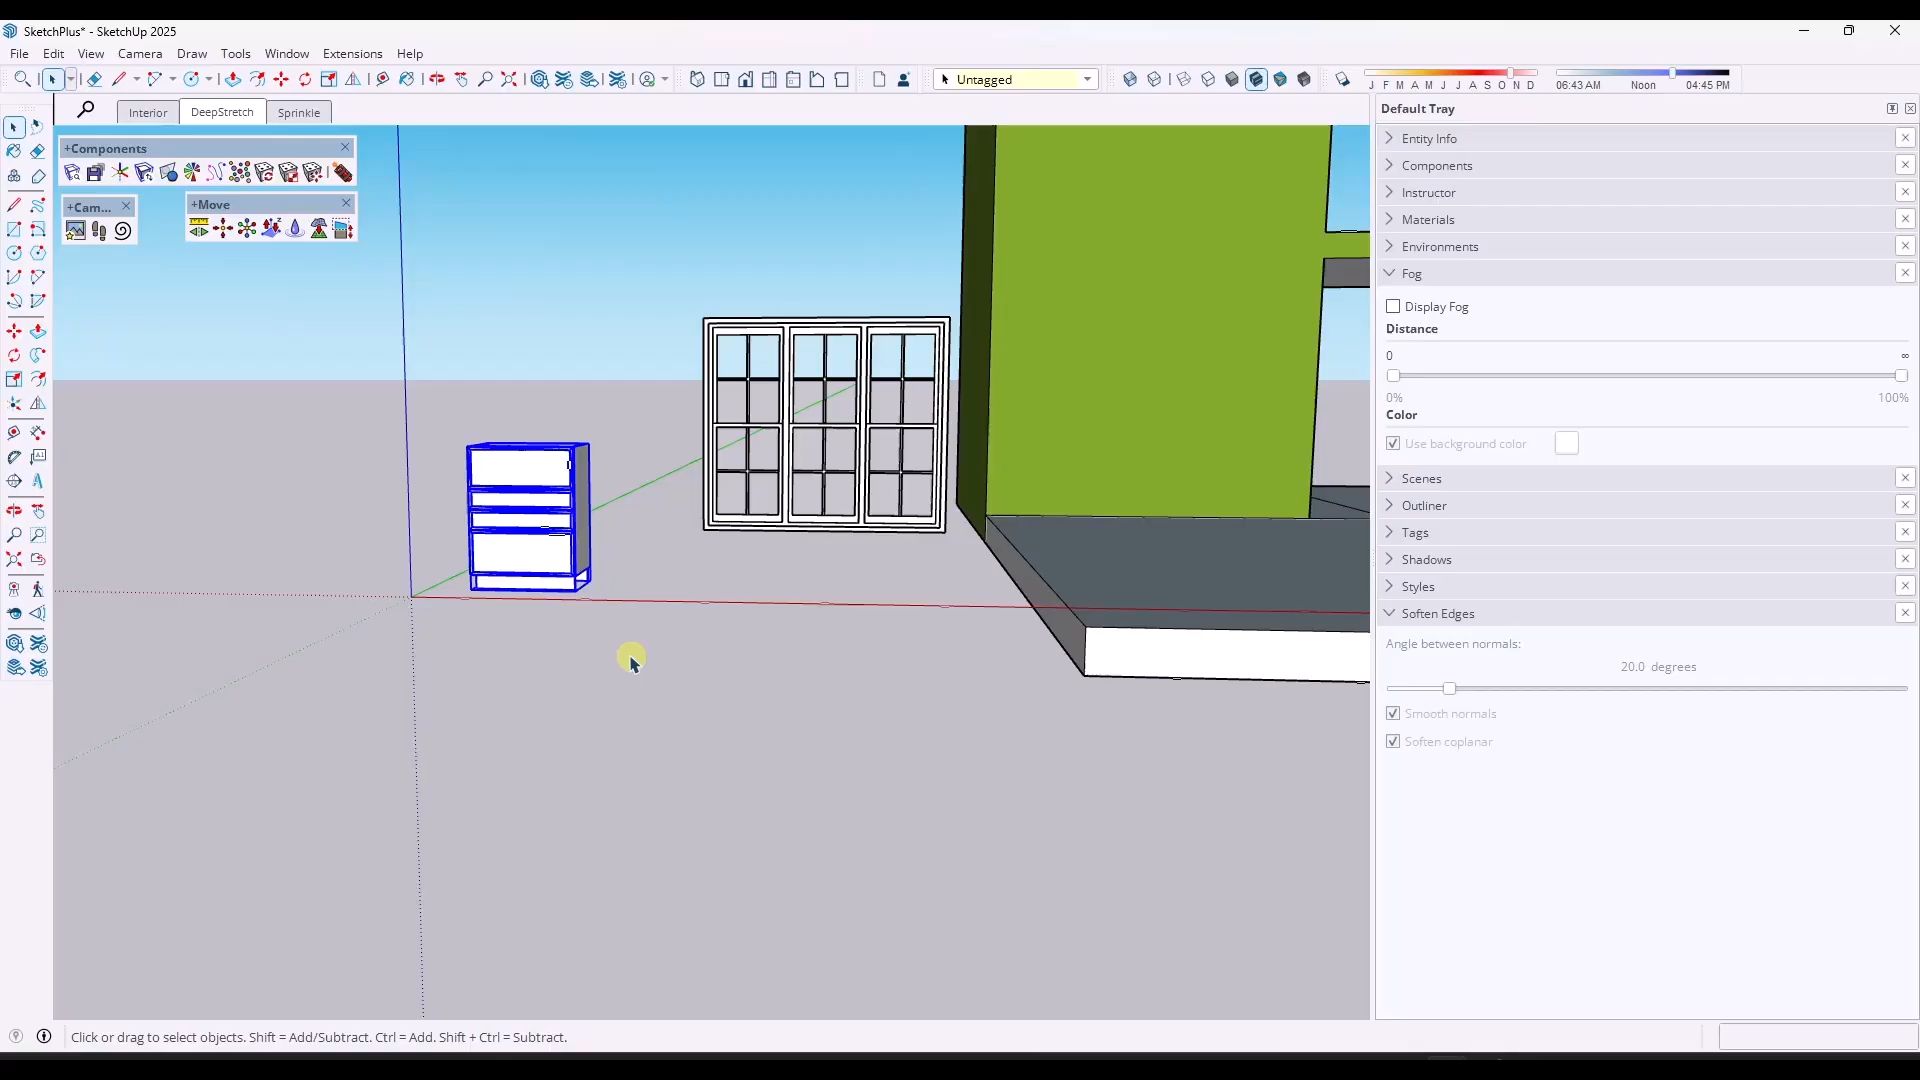 SketchPlus* - SketchUp 2025
File Edit View Camera Draw Tools Window Extensions Help
Untagged
J F M A M J J A S O N D
06:43 AM Noon 04:45 PM
Interior DeepStretch Sprinkle
+Components
+Cam...
+Move
Default Tray
Entity Info
Components
Instructor
Materials
Environments
Fog
Display Fog
Distance
0 ∞
0% 100%
Color
Use background color
Scenes
Outliner
Tags
Shadows
Styles
Soften Edges
Angle between normals:
20.0 degrees
Smooth normals
Soften coplanar
Click or drag to select objects. Shift = Add/Subtract. Ctrl = Add. Shift + Ctrl = Subtract.